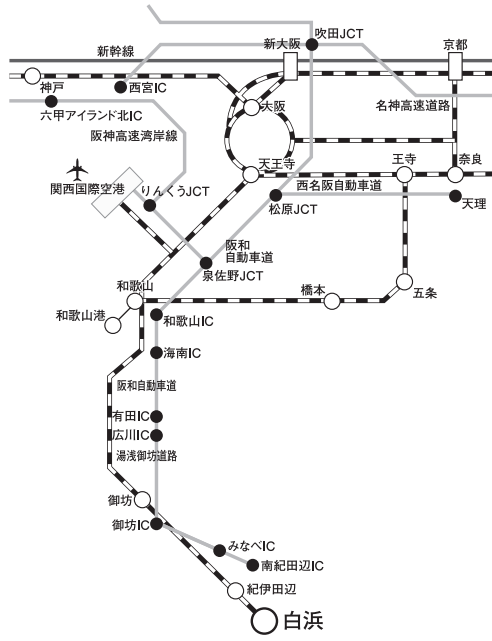 吹田JCT
新大阪
京都
新幹線
神戸
西宮IC
名神高速道路
大阪
六甲アイランド北IC
阪神高速湾岸線
天王寺
王寺
奈良
関西国際空港
りんくうJCT
西名阪自動車道
松原JCT
天理
阪和
自動車道
泉佐野JCT
和歌山
橋本
五条
和歌山港
和歌山IC
海南IC
阪和自動車道
有田IC
広川IC
湯浅御坊道路
御坊
御坊IC
みなべIC
南紀田辺IC
紀伊田辺
白浜